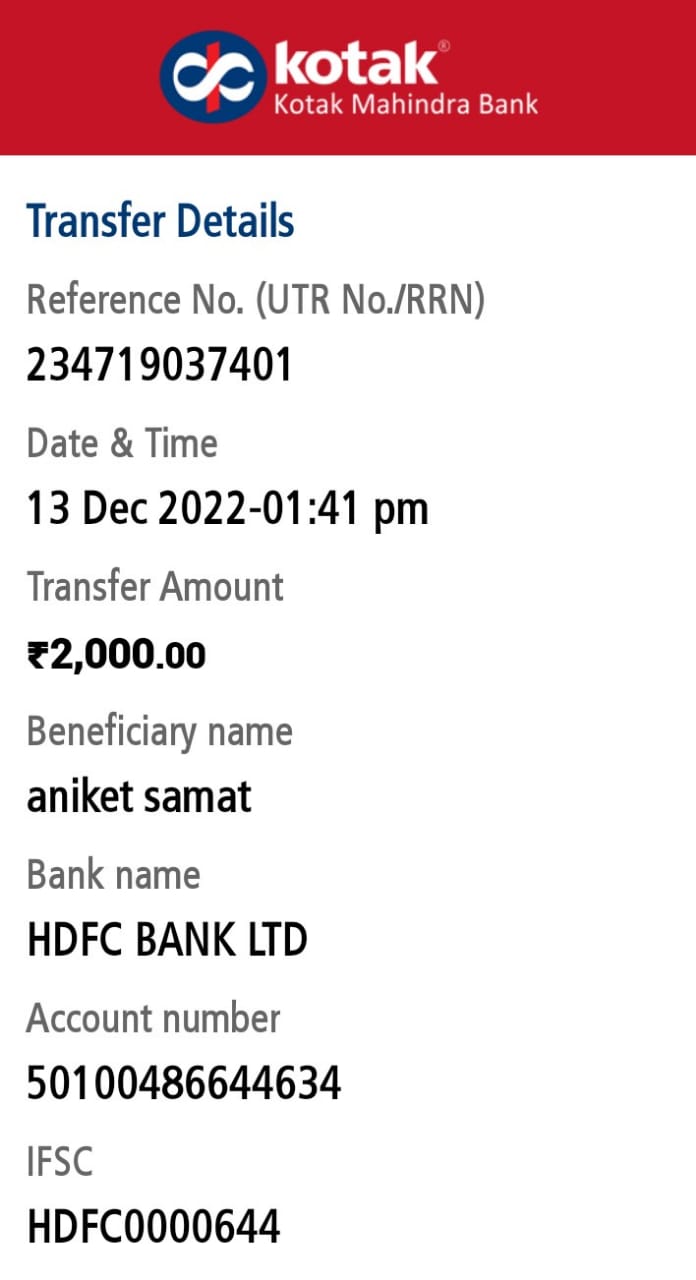 kotak®
Kotak Mahindra Bank
Transfer Details
Reference No. (UTR No./RRN)
234719037401
Date & Time
13 Dec 2022-01:41 pm
Transfer Amount
₹2,000.00
Beneficiary name
aniket samat
Bank name
HDFC BANK LTD
Account number
50100486644634
IFSC
HDFC0000644